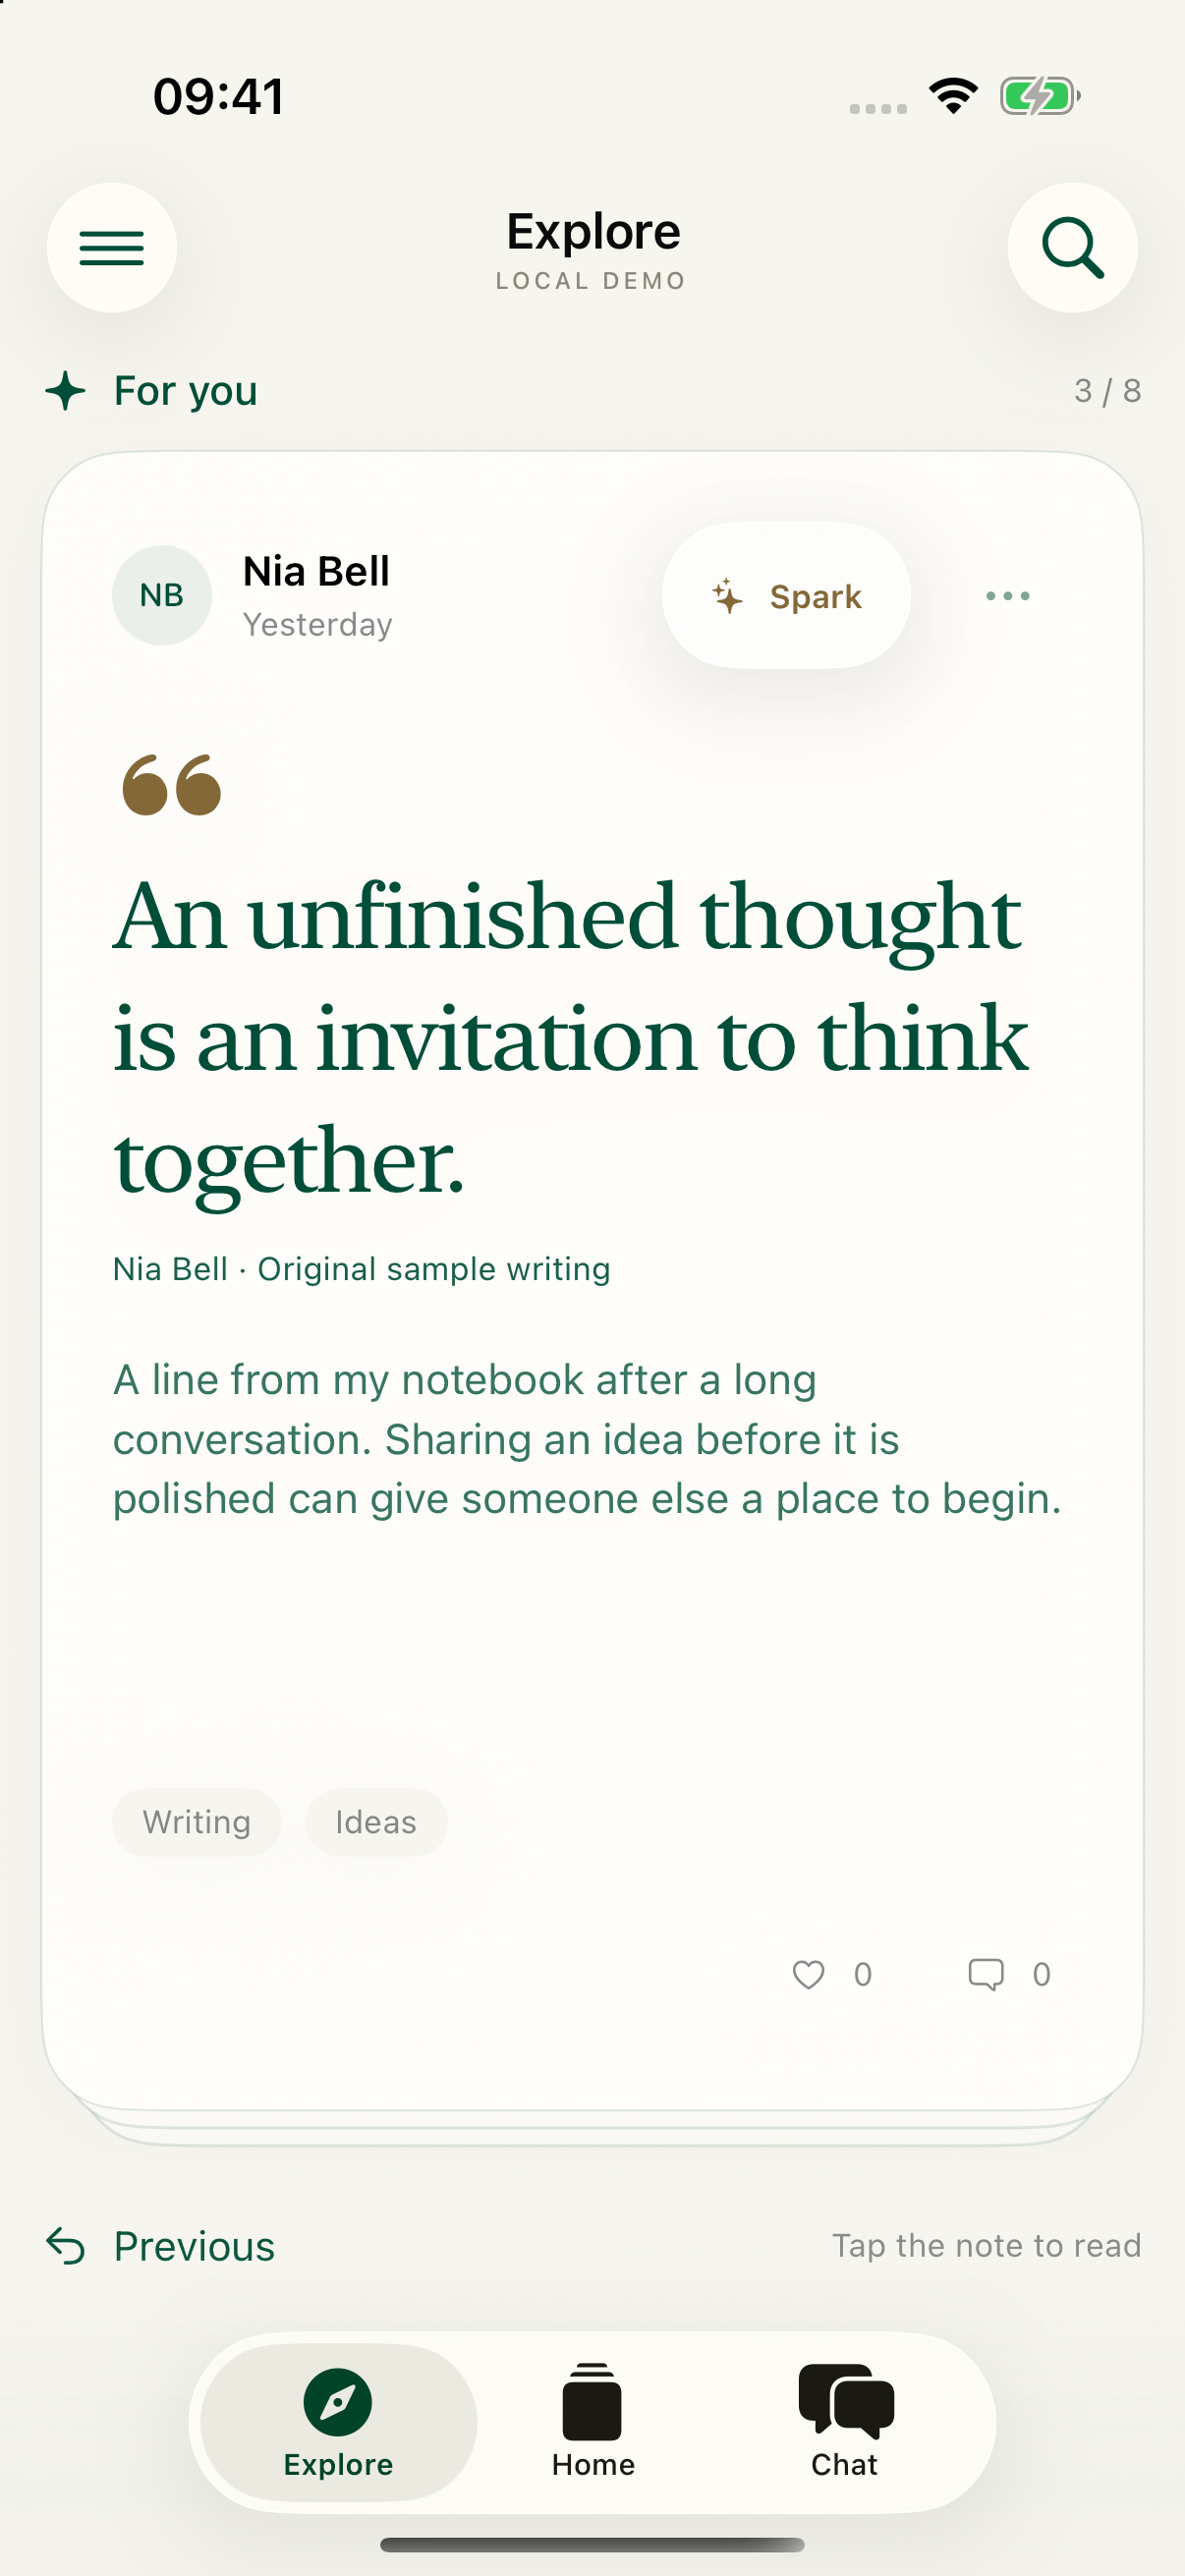 09:41
Explore
LOCAL DEMO
For you
3 / 8
NB
Nia Bell
Yesterday
Spark
An unfinished thought
is an invitation to think
together.
Nia Bell · Original sample writing
A line from my notebook after a long
conversation. Sharing an idea before it is
polished can give someone else a place to begin.
Writing
Ideas
0
0
Previous
Tap the note to read
Explore
Home
Chat